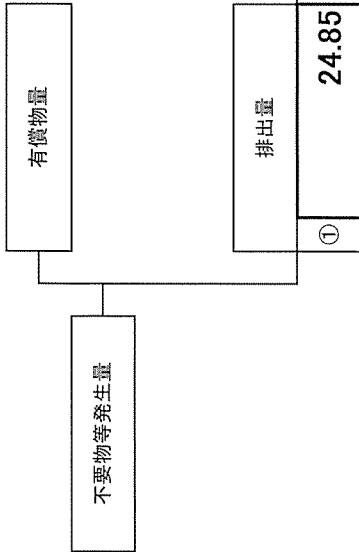 不要物等発生量
有償物量
排出量
① 24.85